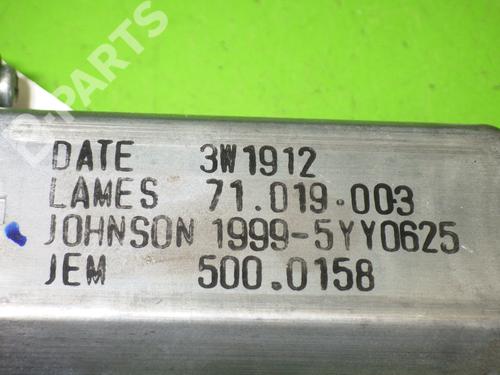 B-PARTS
DATE 3W1912
LAMES 71.019.003
JOHNSON 1999-5YY0625
JEM 500.0158